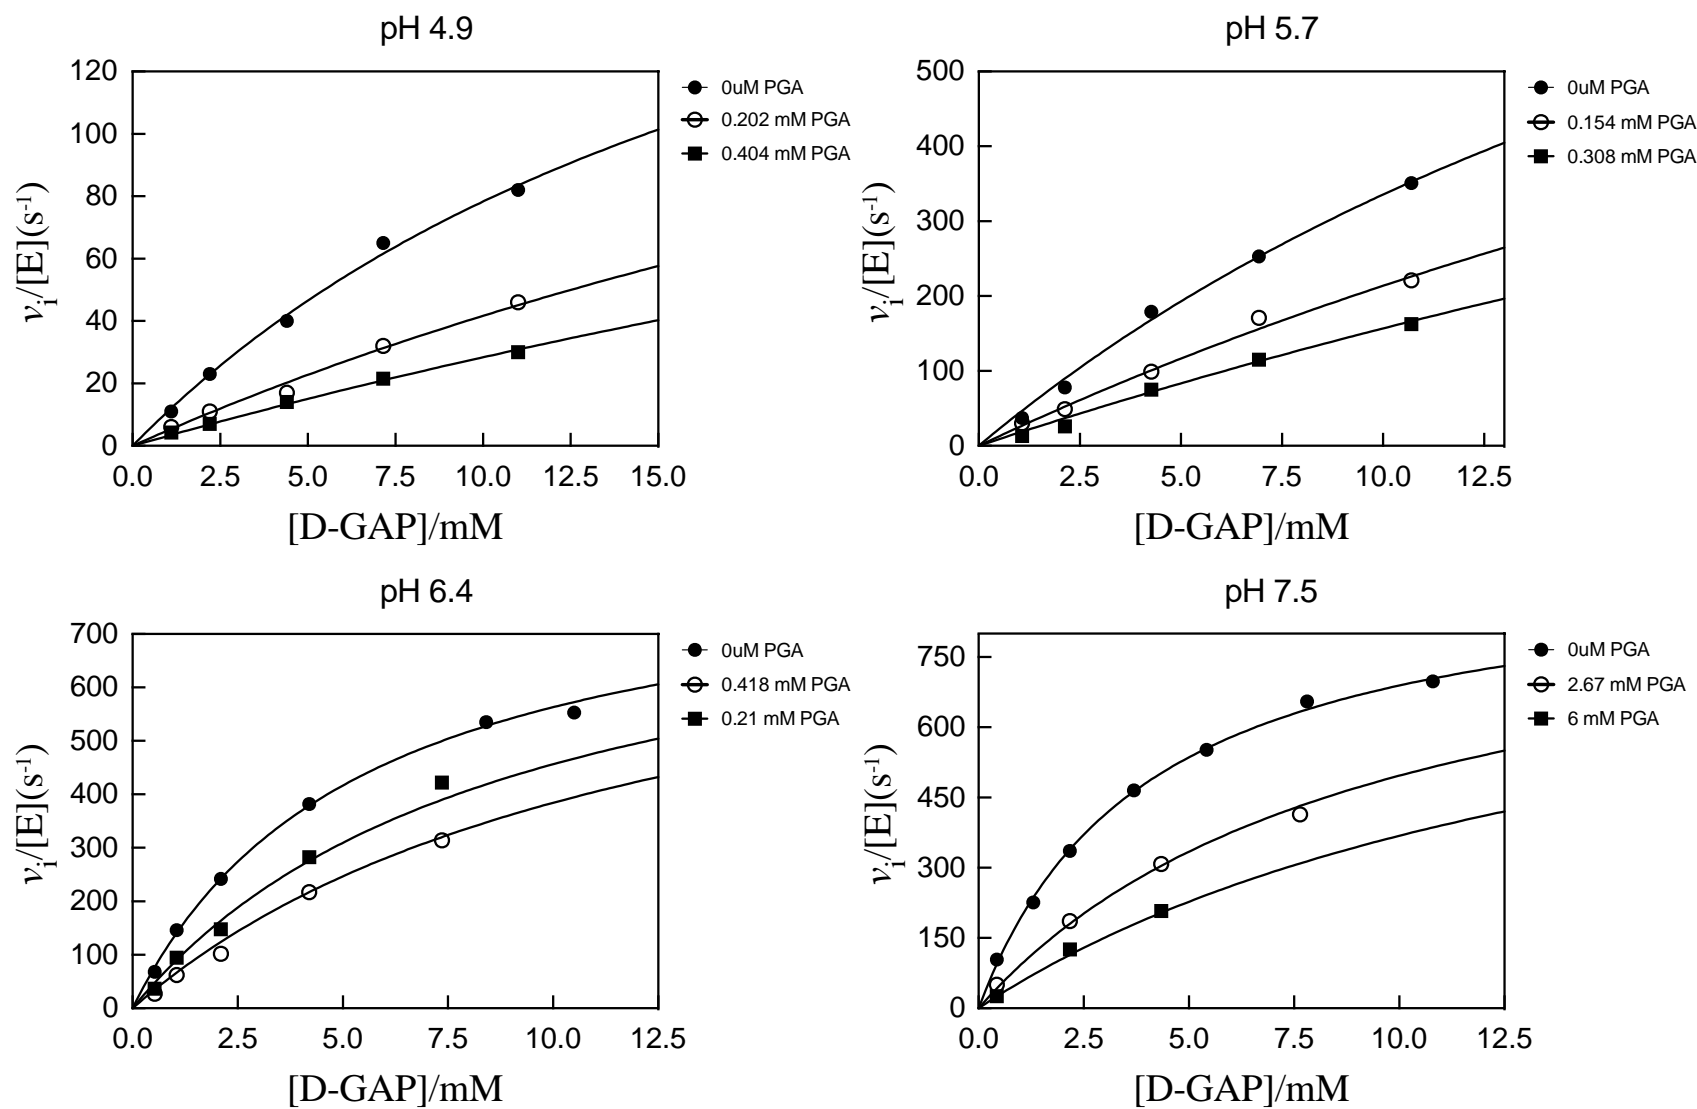 pH 4.9
120
100
80
60
40
20
0
0.0 2.5 5.0 7.5 10.0 12.5 15.0
v_i/[E](s⁻¹)
[D-GAP]/mM
0uM PGA
0.202 mM PGA
0.404 mM PGA
pH 5.7
500
400
300
200
100
0
0.0 2.5 5.0 7.5 10.0 12.5
v_i/[E](s⁻¹)
[D-GAP]/mM
0uM PGA
0.154 mM PGA
0.308 mM PGA
pH 6.4
700
600
500
400
300
200
100
0
0.0 2.5 5.0 7.5 10.0 12.5
v_i/[E](s⁻¹)
[D-GAP]/mM
0uM PGA
0.418 mM PGA
0.21 mM PGA
pH 7.5
750
600
450
300
150
0
0.0 2.5 5.0 7.5 10.0 12.5
v_i/[E](s⁻¹)
[D-GAP]/mM
0uM PGA
2.67 mM PGA
6 mM PGA